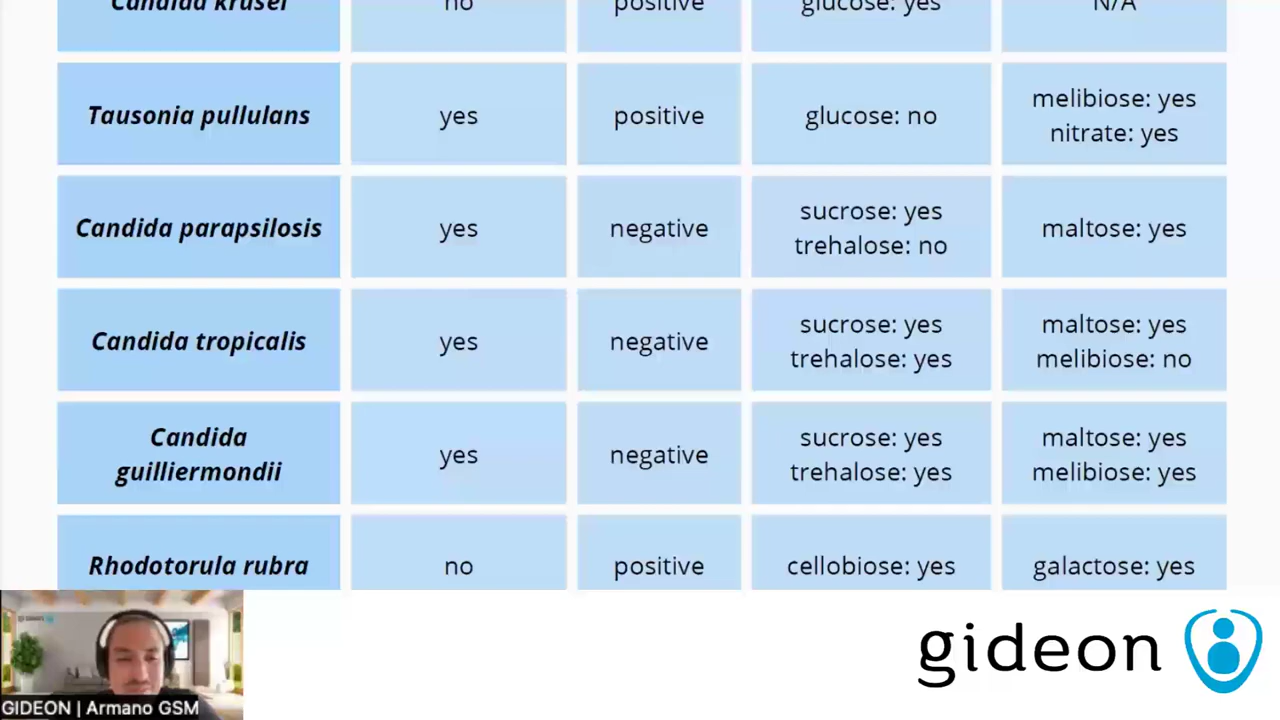 Candida krusei
no
positive
glucose: yes
N/A
Tausonia pullulans
yes
positive
glucose: no
melibiose: yes
nitrate: yes
Candida parapsilosis
yes
negative
sucrose: yes
trehalose: no
maltose: yes
Candida tropicalis
yes
negative
sucrose: yes
trehalose: yes
maltose: yes
melibiose: no
Candida
guilliermondii
yes
negative
sucrose: yes
trehalose: yes
maltose: yes
melibiose: yes
Rhodotorula rubra
no
positive
cellobiose: yes
galactose: yes
GIDEON | Armano GSM
gideon